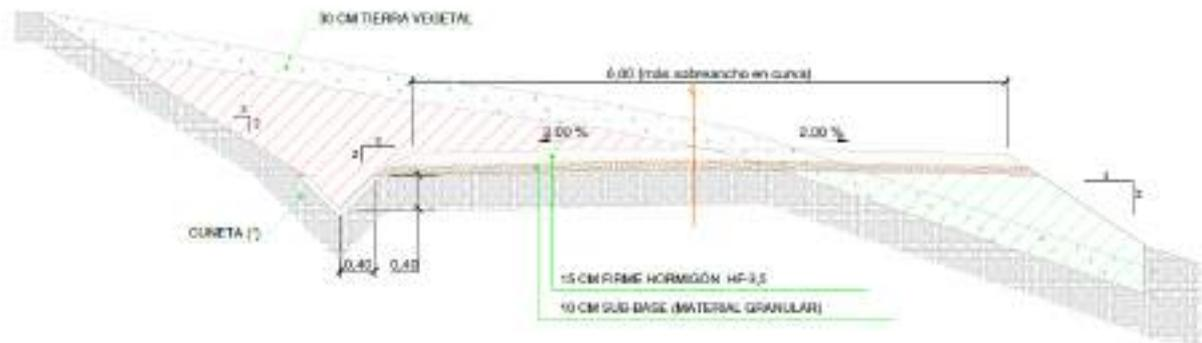 30 CM TIERRA VEGETAL
6,00 (más sobreancho en curva)
2.00 %
2.00 %
CUNETA (*)
0,40
0,40
15 CM FIRME HORMIGÓN HF-3,5
10 CM SUB-BASE (MATERIAL GRANULAR)